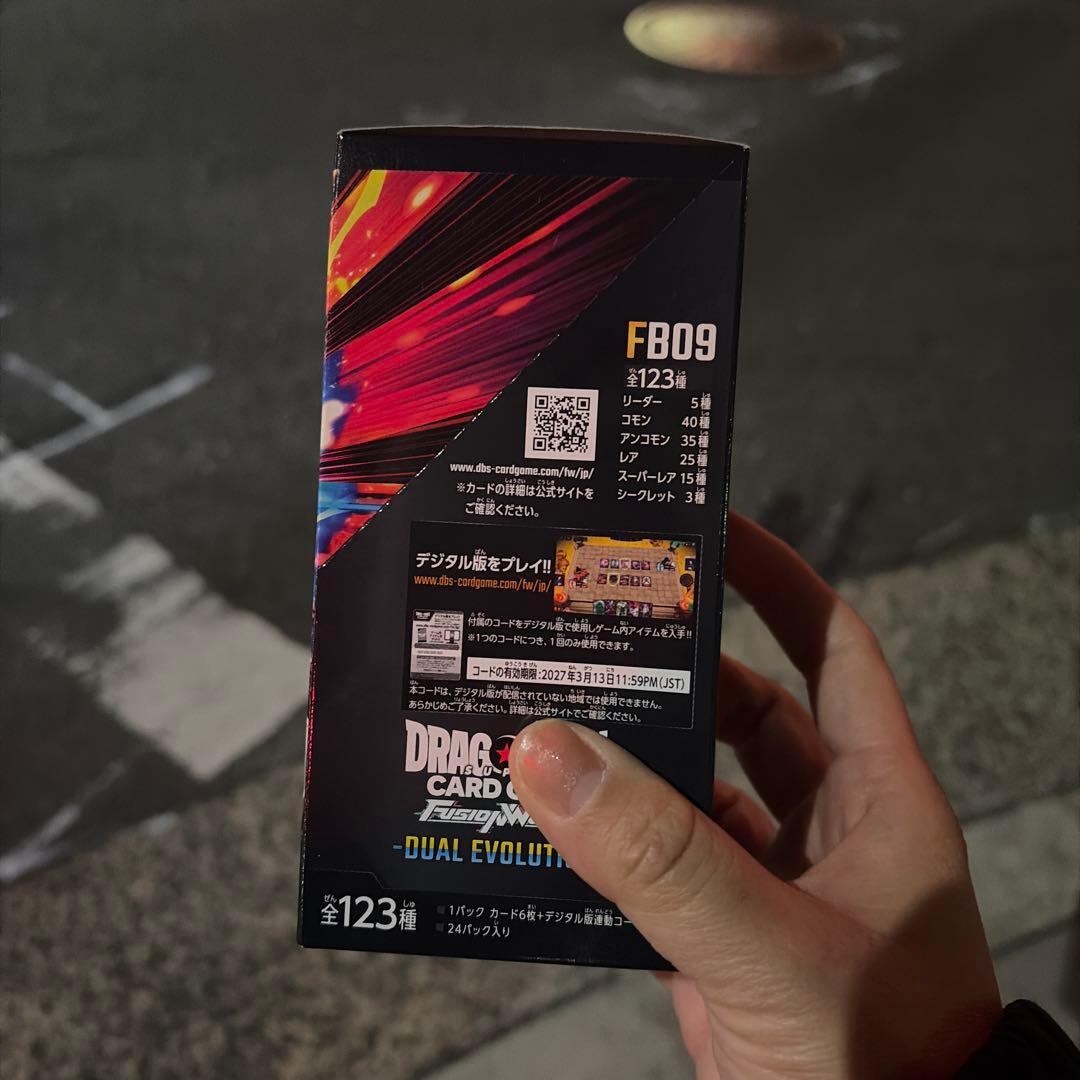 FB09
全123種
リーダー 5種
コモン 40種
アンコモン 35種
レア 25種
スーパーレア 15種
シークレット 3種
www.dbs-cardgame.com/fw/jp/
※カードの詳細は公式サイトを
ご確認ください。
デジタル版をプレイ!!
www.dbs-cardgame.com/fw/jp/
付属のコードをデジタル版で使用しゲーム内アイテムを入手!!
※1つのコードにつき、1回のみ使用できます。
コードの有効期限:2027年3月13日11:59PM(JST)
本コードは、デジタル版が配信されていない地域では使用できません。
あらかじめご了承ください。詳細は公式サイトでご確認ください。
DRAG
SUP
CARD G
FUSION W
-DUAL EVOLUTI
全123種
■1パック カード6枚+デジタル版連動コー
■24パック入り